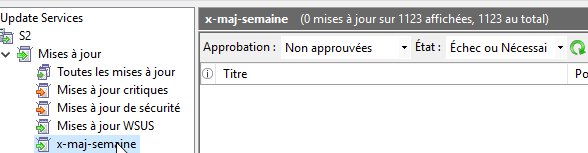 Update Services
S2
Mises à jour
Toutes les mises à jour
Mises à jour critiques
Mises à jour de sécurité
Mises à jour WSUS
x-maj-semaine
x-maj-semaine (0 mises à jour sur 1123 affichées, 1123 au total)
Approbation : Non approuvées État : Échec ou Nécessai
Titre Po